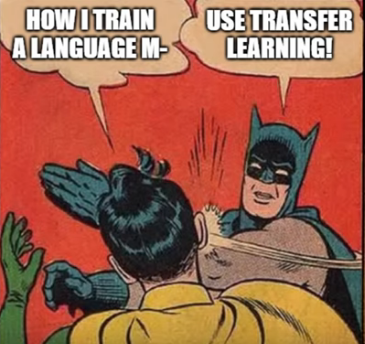 HOW I TRAIN
A LANGUAGE M-
USE TRANSFER
LEARNING!